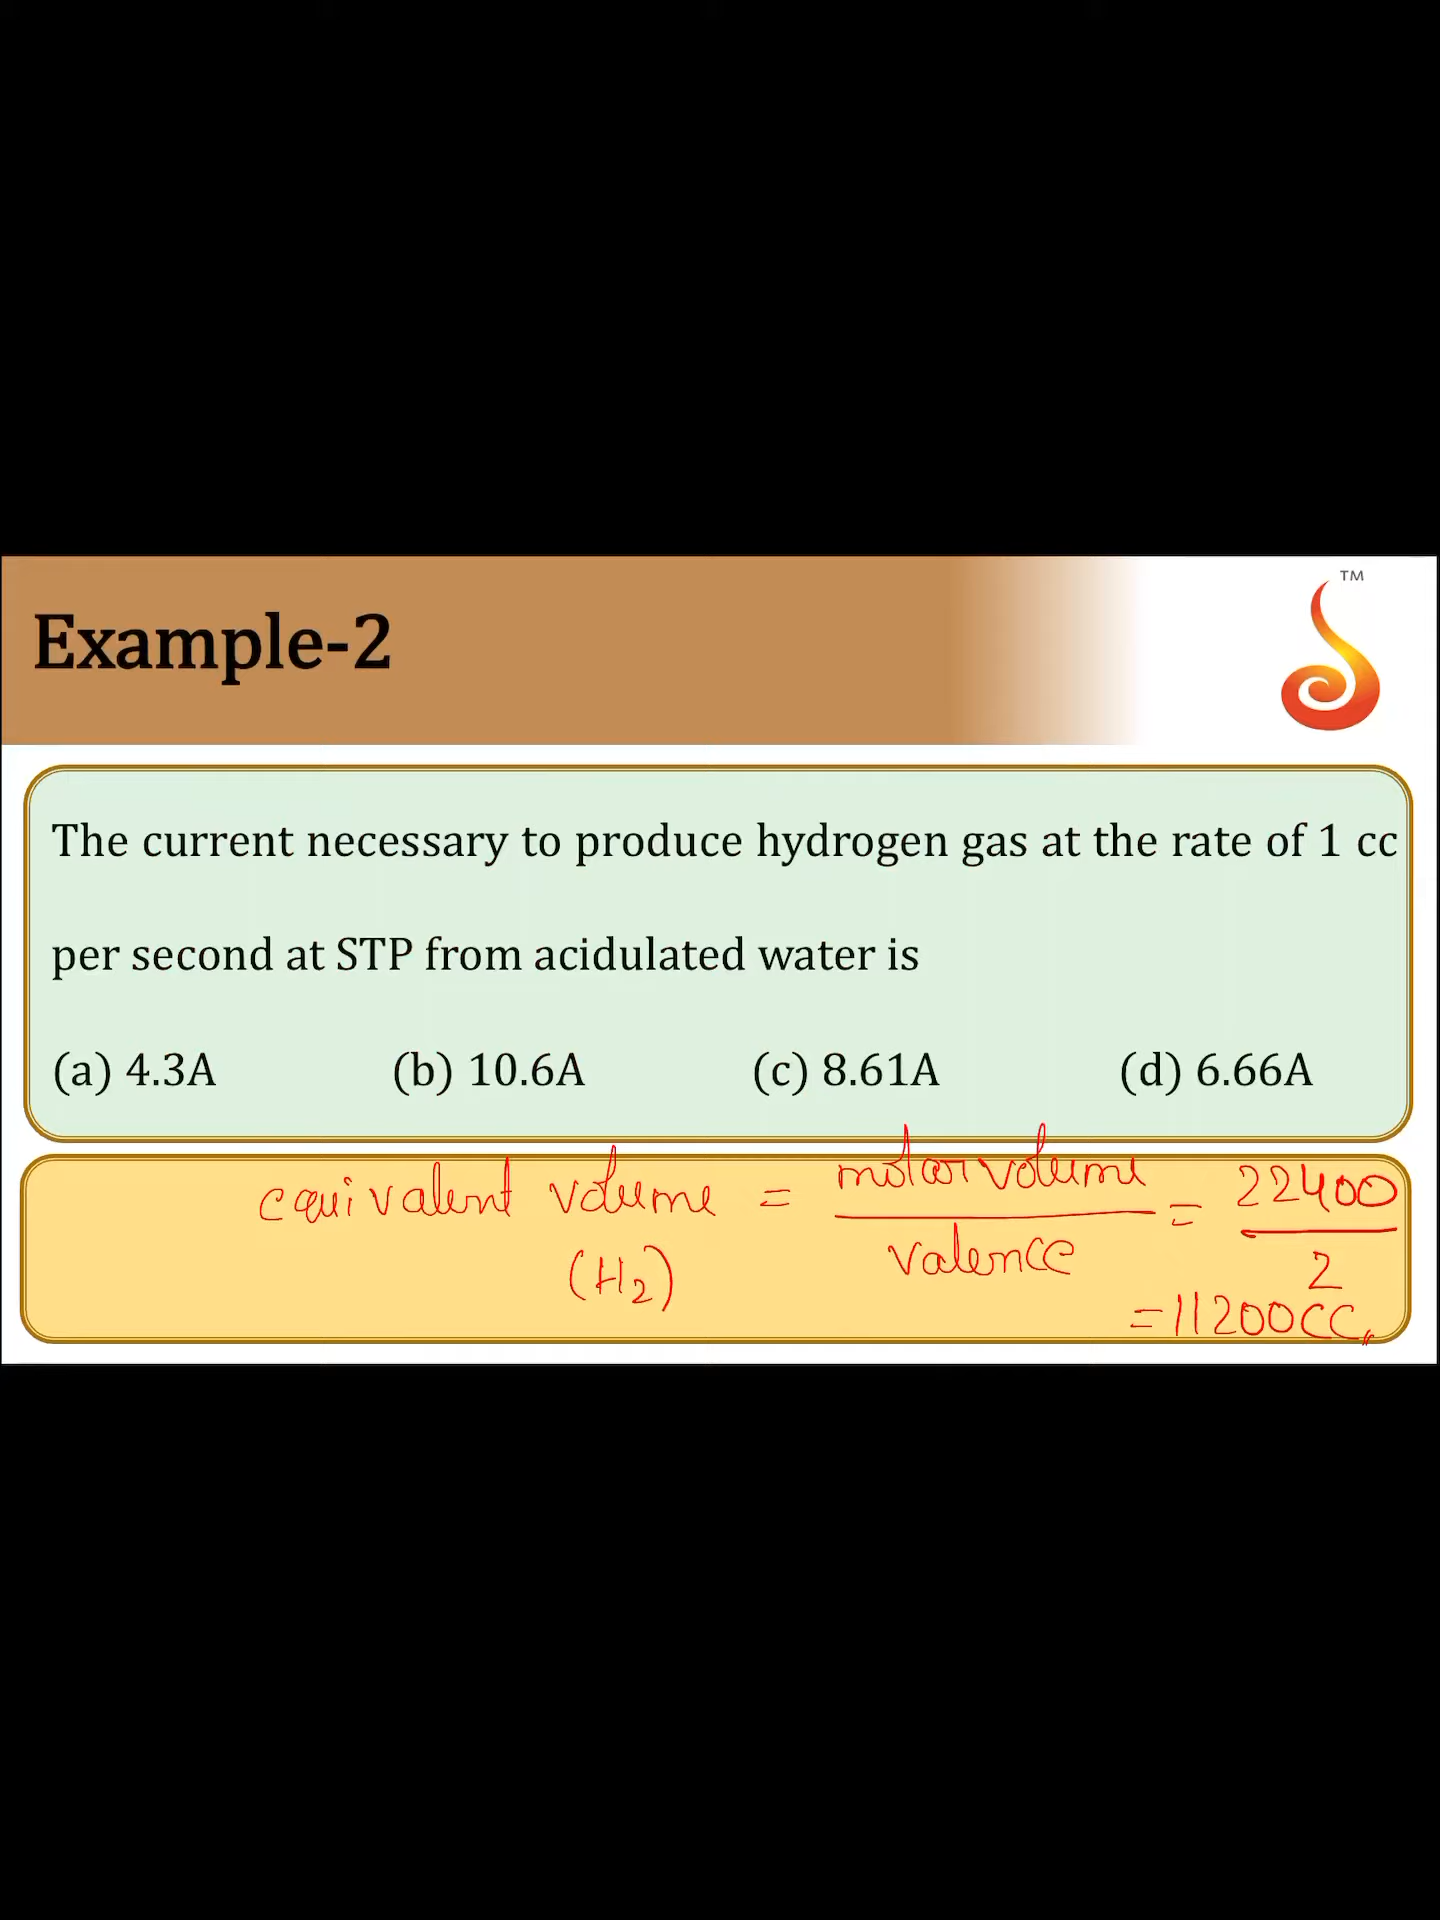 TM
Example-2
The current necessary to produce hydrogen gas at the rate of 1 cc
per second at STP from acidulated water is
(a) 4.3A (b) 10.6A (c) 8.61A (d) 6.66A
equivalent volume (H₂) = molar volume / valence = 22400 / 2
= 11200CC